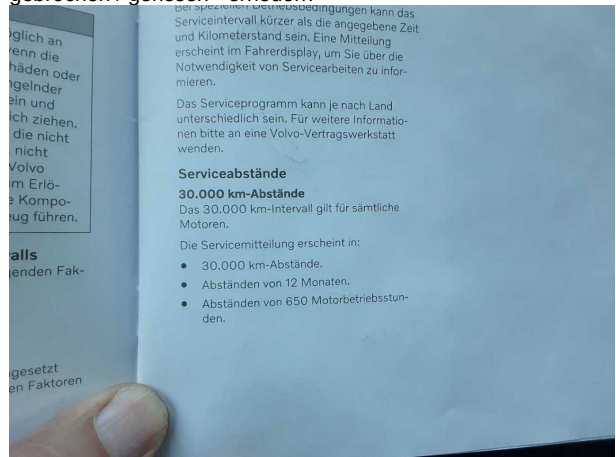 Bei speziellen Betriebsbedingungen kann das
Serviceintervall kürzer als die angegebene Zeit
und Kilometerstand sein. Eine Mitteilung
erscheint im Fahrerdisplay, um Sie über die
Notwendigkeit von Servicearbeiten zu infor-
mieren.
Das Serviceprogramm kann je nach Land
unterschiedlich sein. Für weitere Informatio-
nen bitte an eine Volvo-Vertragswerkstatt
wenden.
Serviceabstände
30.000 km-Abstände
Das 30.000 km-Intervall gilt für sämtliche
Motoren.
Die Servicemitteilung erscheint in:
• 30.000 km-Abstände.
• Abständen von 12 Monaten.
• Abständen von 650 Motorbetriebsstun-
den.
öglich an
enn die
häden oder
ngelnder
ein und
ich ziehen.
die nicht
nicht
Volvo
m Erlö-
e Kompo-
eug führen.
alls
genden Fak-
gesetzt
en Faktoren